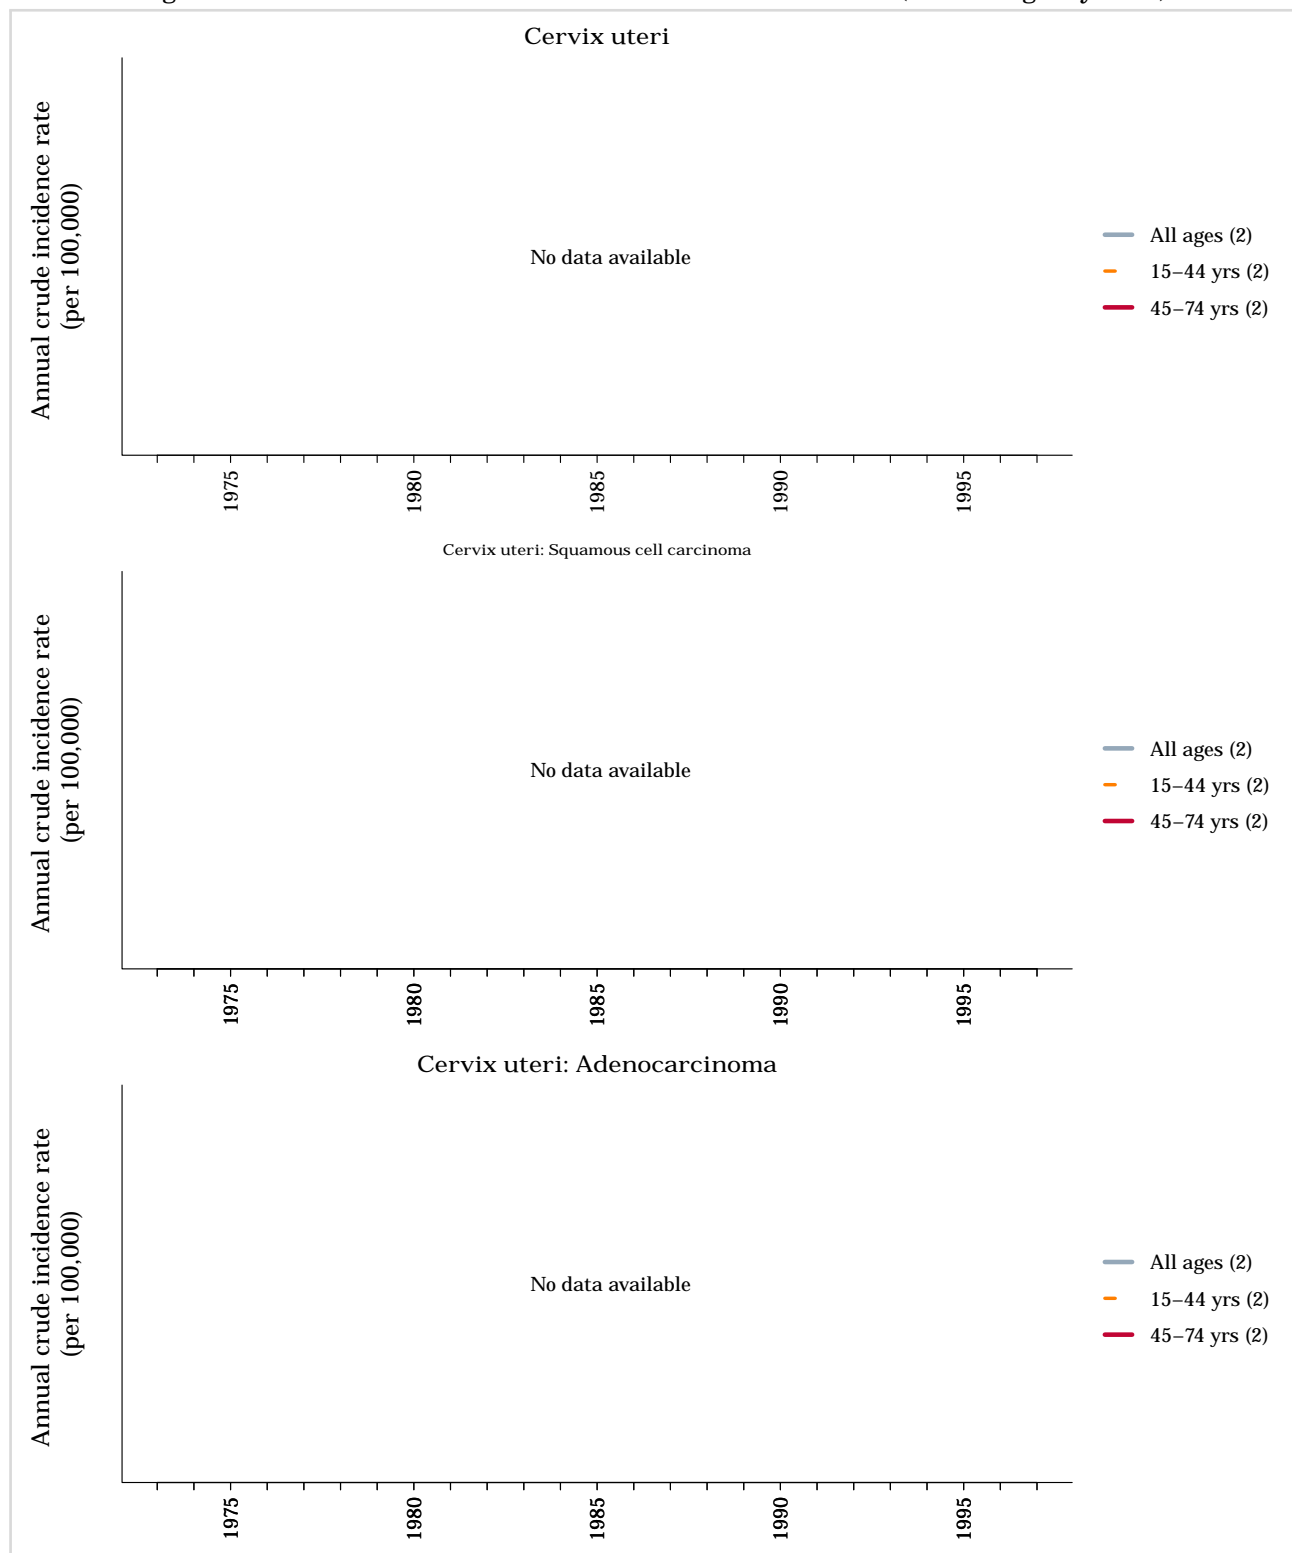 Cervix uteri
Annual crude incidence rate
(per 100,000)
No data available
All ages (2)
15–44 yrs (2)
45–74 yrs (2)
1975
1980
1985
1990
1995
Cervix uteri: Squamous cell carcinoma
Annual crude incidence rate
(per 100,000)
No data available
All ages (2)
15–44 yrs (2)
45–74 yrs (2)
1975
1980
1985
1990
1995
Cervix uteri: Adenocarcinoma
Annual crude incidence rate
(per 100,000)
No data available
All ages (2)
15–44 yrs (2)
45–74 yrs (2)
1975
1980
1985
1990
1995